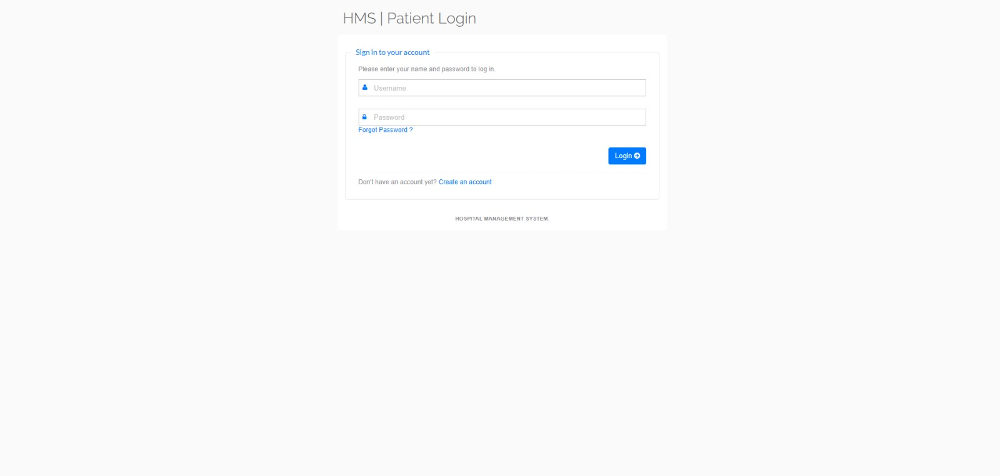 HMS | Patient Login
Sign in to your account
Please enter your name and password to log in.
Username
Password
Forgot Password ?
Login
Don't have an account yet? Create an account
HOSPITAL MANAGEMENT SYSTEM.